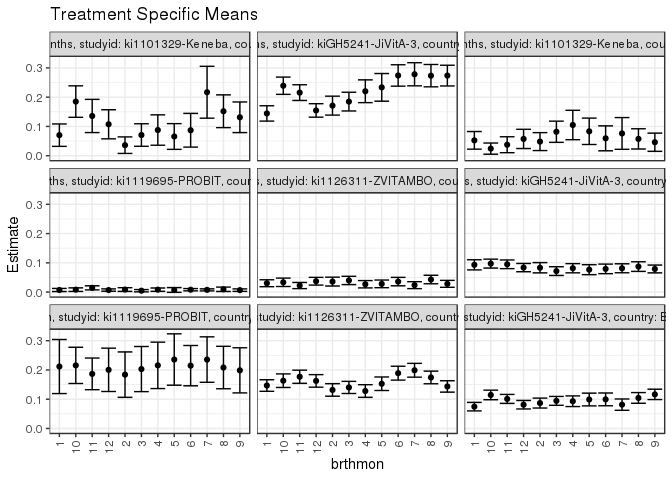 Treatment Specific Means
nths, studyid: ki1101329-Keneba, cou
s, studyid: kiGH5241-JiVitA-3, country
nths, studyid: ki1101329-Keneba, cou
ths, studyid: ki1119695-PROBIT, coun
s, studyid: ki1126311-ZVITAMBO, cou
s, studyid: kiGH5241-JiVitA-3, country
, studyid: ki1119695-PROBIT, country
studyid: ki1126311-ZVITAMBO, countr
studyid: kiGH5241-JiVitA-3, country: B
Estimate
0.3
0.2
0.1
0.0
0.3
0.2
0.1
0.0
0.3
0.2
0.1
0.0
1 10 11 12 2 3 4 5 6 7 8 9
1 10 11 12 2 3 4 5 6 7 8 9
1 10 11 12 2 3 4 5 6 7 8 9
brthmon